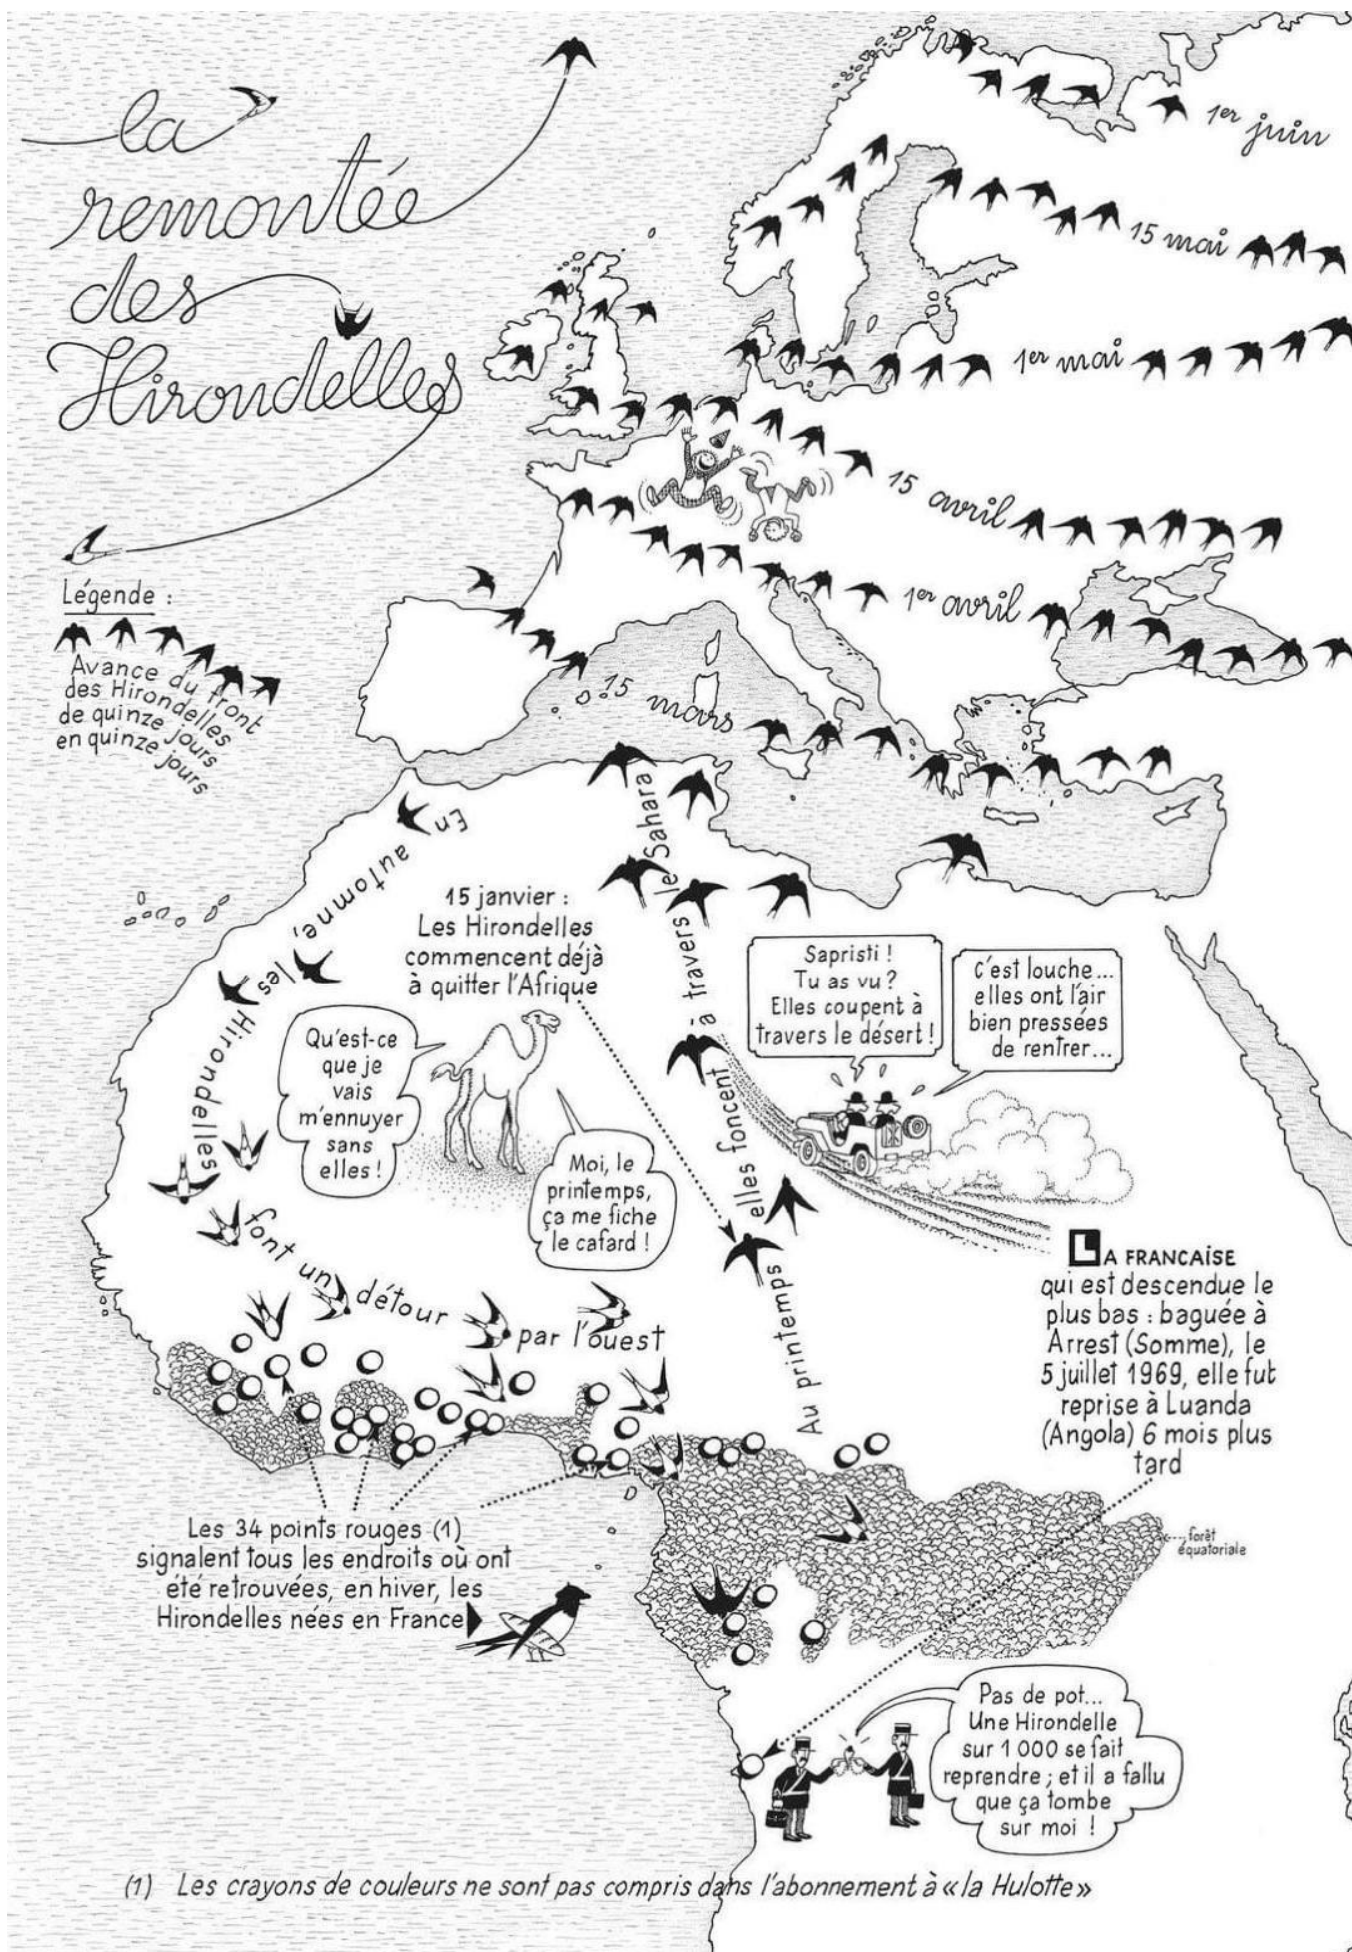 la
remontée
des
Hirondelles
1er juin
15 mai
1er mai
15 avril
1er avril
15 mars
Légende :
Avance du front
des Hirondelles
de quinze jours
en quinze jours
En automne, les Hirondelles font un détour par l'ouest
Au printemps elles foncent à travers le Sahara
15 janvier :
Les Hirondelles
commencent déjà
à quitter l'Afrique
Qu'est-ce
que je
vais
m'ennuyer
sans
elles !
Moi, le
printemps,
ça me fiche
le cafard !
Sapristi !
Tu as vu ?
Elles coupent à
travers le désert !
C'est louche...
elles ont l'air
bien pressées
de rentrer...
LA FRANCAISE
qui est descendue le
plus bas : baguée à
Arrest (Somme), le
5 juillet 1969, elle fut
reprise à Luanda
(Angola) 6 mois plus
tard
Les 34 points rouges (1)
signalent tous les endroits où ont
été retrouvées, en hiver, les
Hirondelles nées en France
forêt
équatoriale
Pas de pot...
Une Hirondelle
sur 1 000 se fait
reprendre ; et il a fallu
que ça tombe
sur moi !
(1) Les crayons de couleurs ne sont pas compris dans l'abonnement à « la Hulotte »